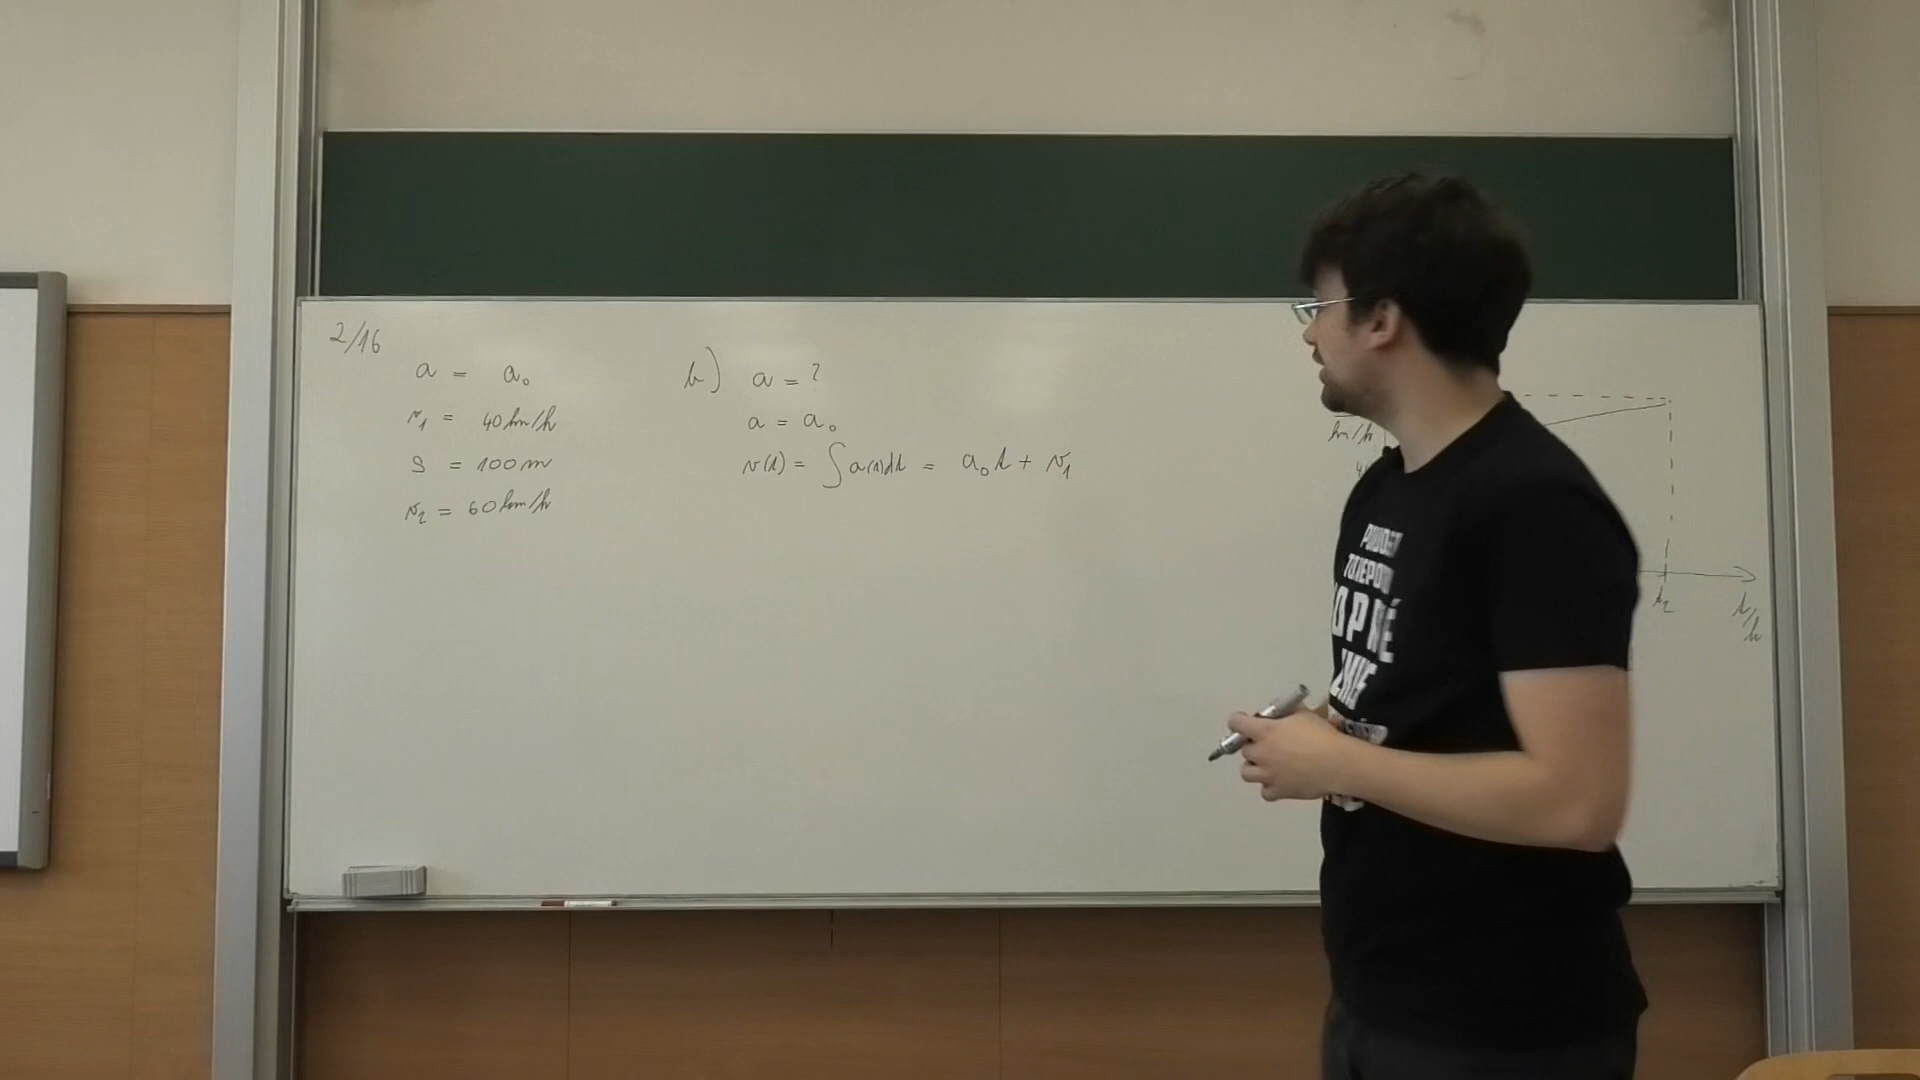 2/16
a = a₀
v₁ = 40 km/h
s = 100 m
v₂ = 60 km/h
b) a = ?
a = a₀
v(t) = ∫a(t)dt = a₀t + v₁
km/h
t₂
t/h